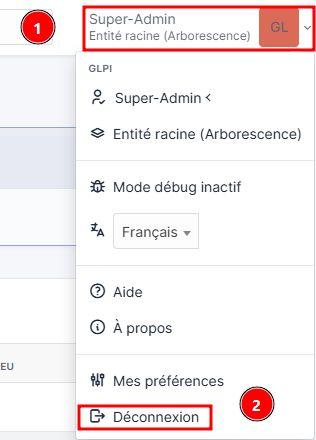 1
Super-Admin
Entité racine (Arborescence)
GL
GLPI
Super-Admin
Entité racine (Arborescence)
Mode débug inactif
Français
Aide
À propos
EU
Mes préférences
Déconnexion
2